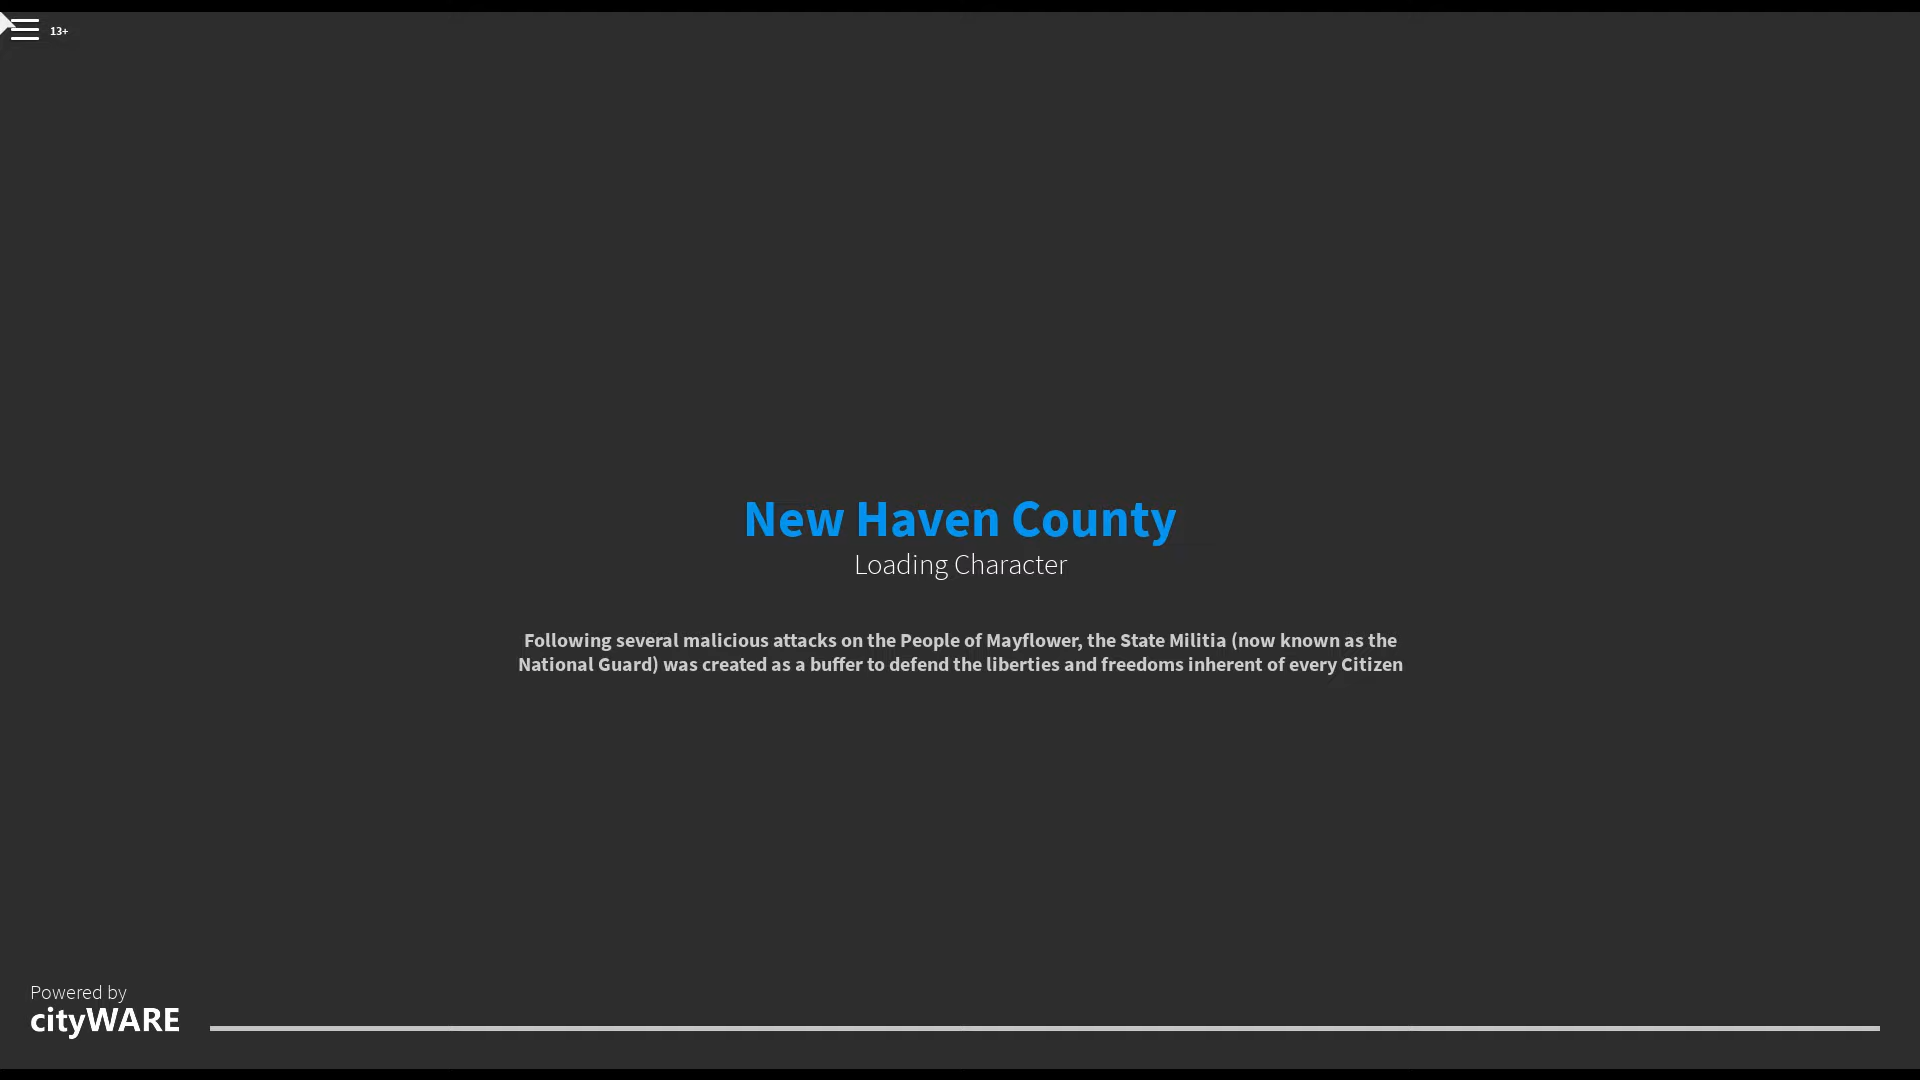 13+
New Haven County
Loading Character
Following several malicious attacks on the People of Mayflower, the State Militia (now known as the
National Guard) was created as a buffer to defend the liberties and freedoms inherent of every Citizen
Powered by
cityWARE